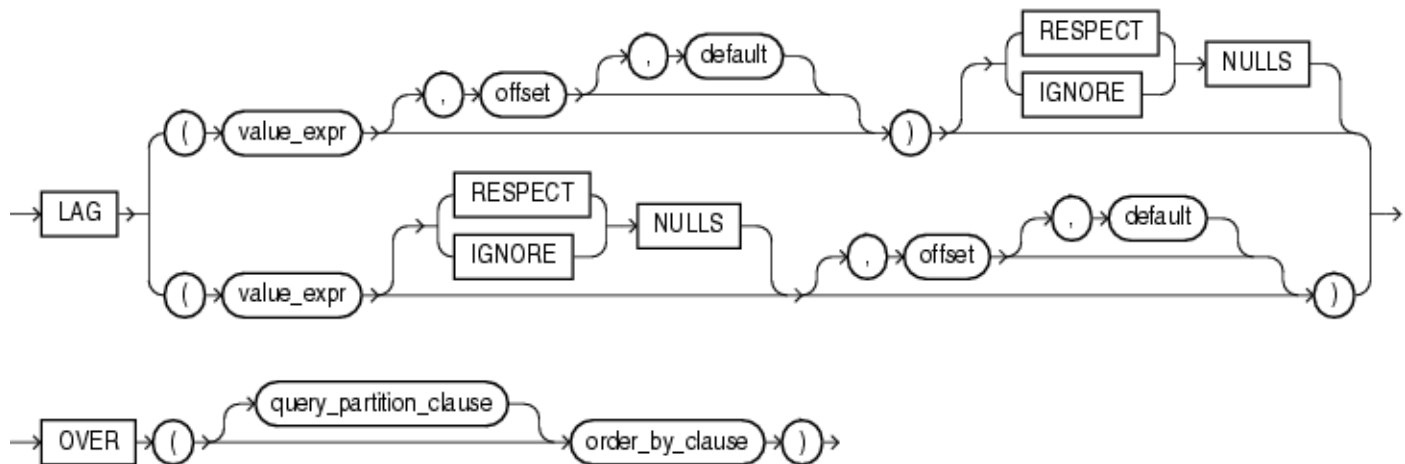 RESPECT
, default
NULLS
, offset
IGNORE
( value_expr )
LAG
RESPECT
, default
NULLS
, offset
IGNORE
( value_expr )
query_partition_clause
OVER ( order_by_clause )